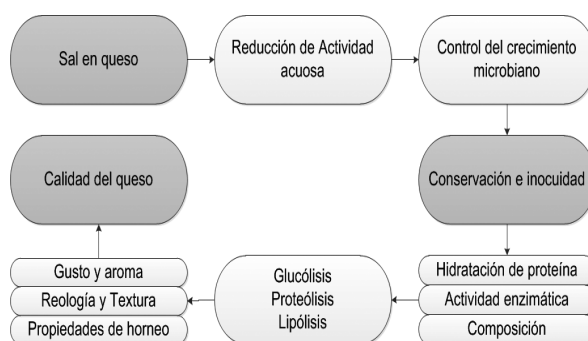 Sal en queso
Reducción de Actividad
acuosa
Control del crecimiento
microbiano
Conservación e inocuidad
Hidratación de proteína
Actividad enzimática
Composición
Glucólisis
Proteólisis
Lipólisis
Gusto y aroma
Reología y Textura
Propiedades de horneo
Calidad del queso